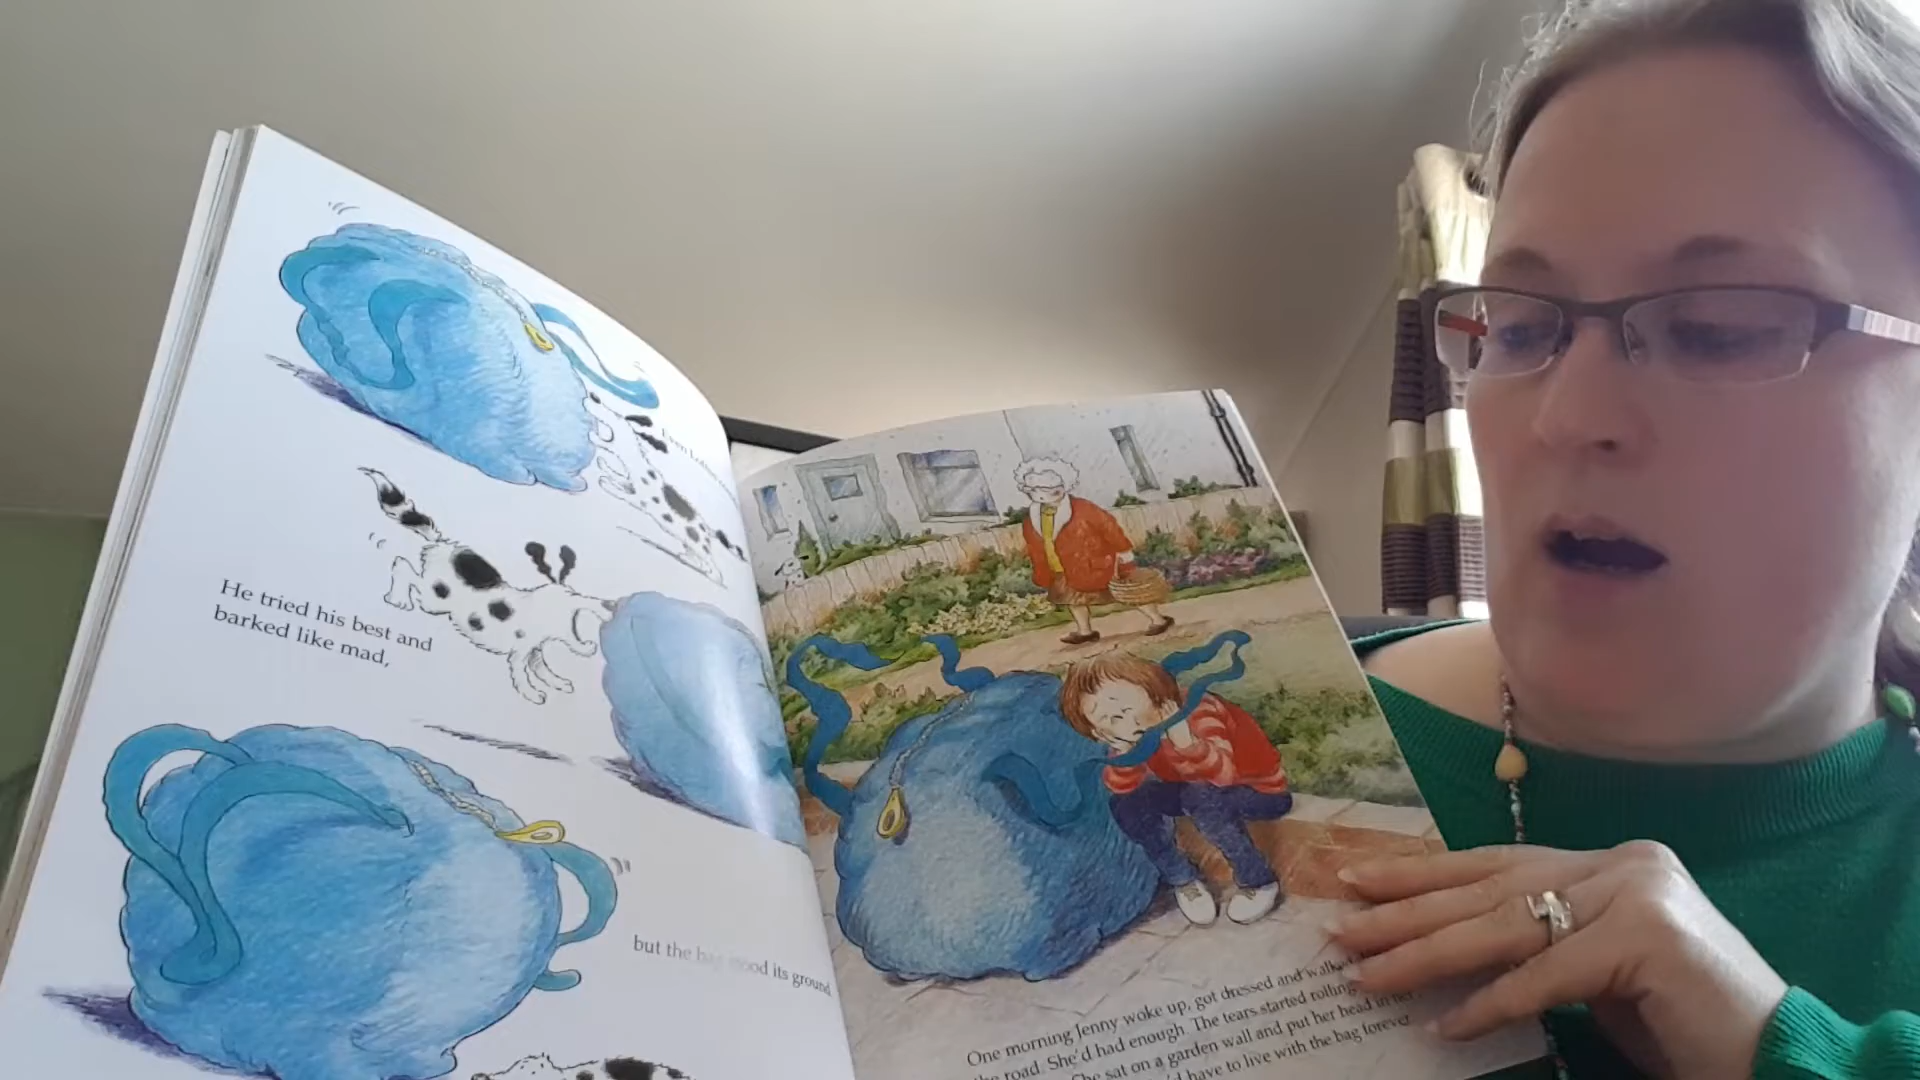 He tried his best and
barked like mad,
but the bag stood its ground
One morning Jenny woke up, got dressed and walked
the road. She'd had enough. The tears started rolling
She sat on a garden wall and put her head in her
have to live with the bag forever